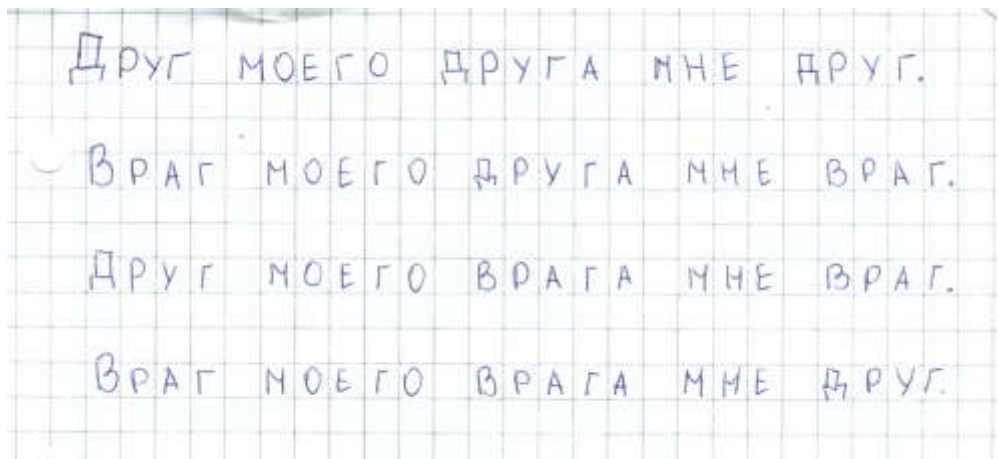 Друг моего друга мне друг.
Враг моего друга мне враг.
Друг моего врага мне враг.
Враг моего врага мне друг.